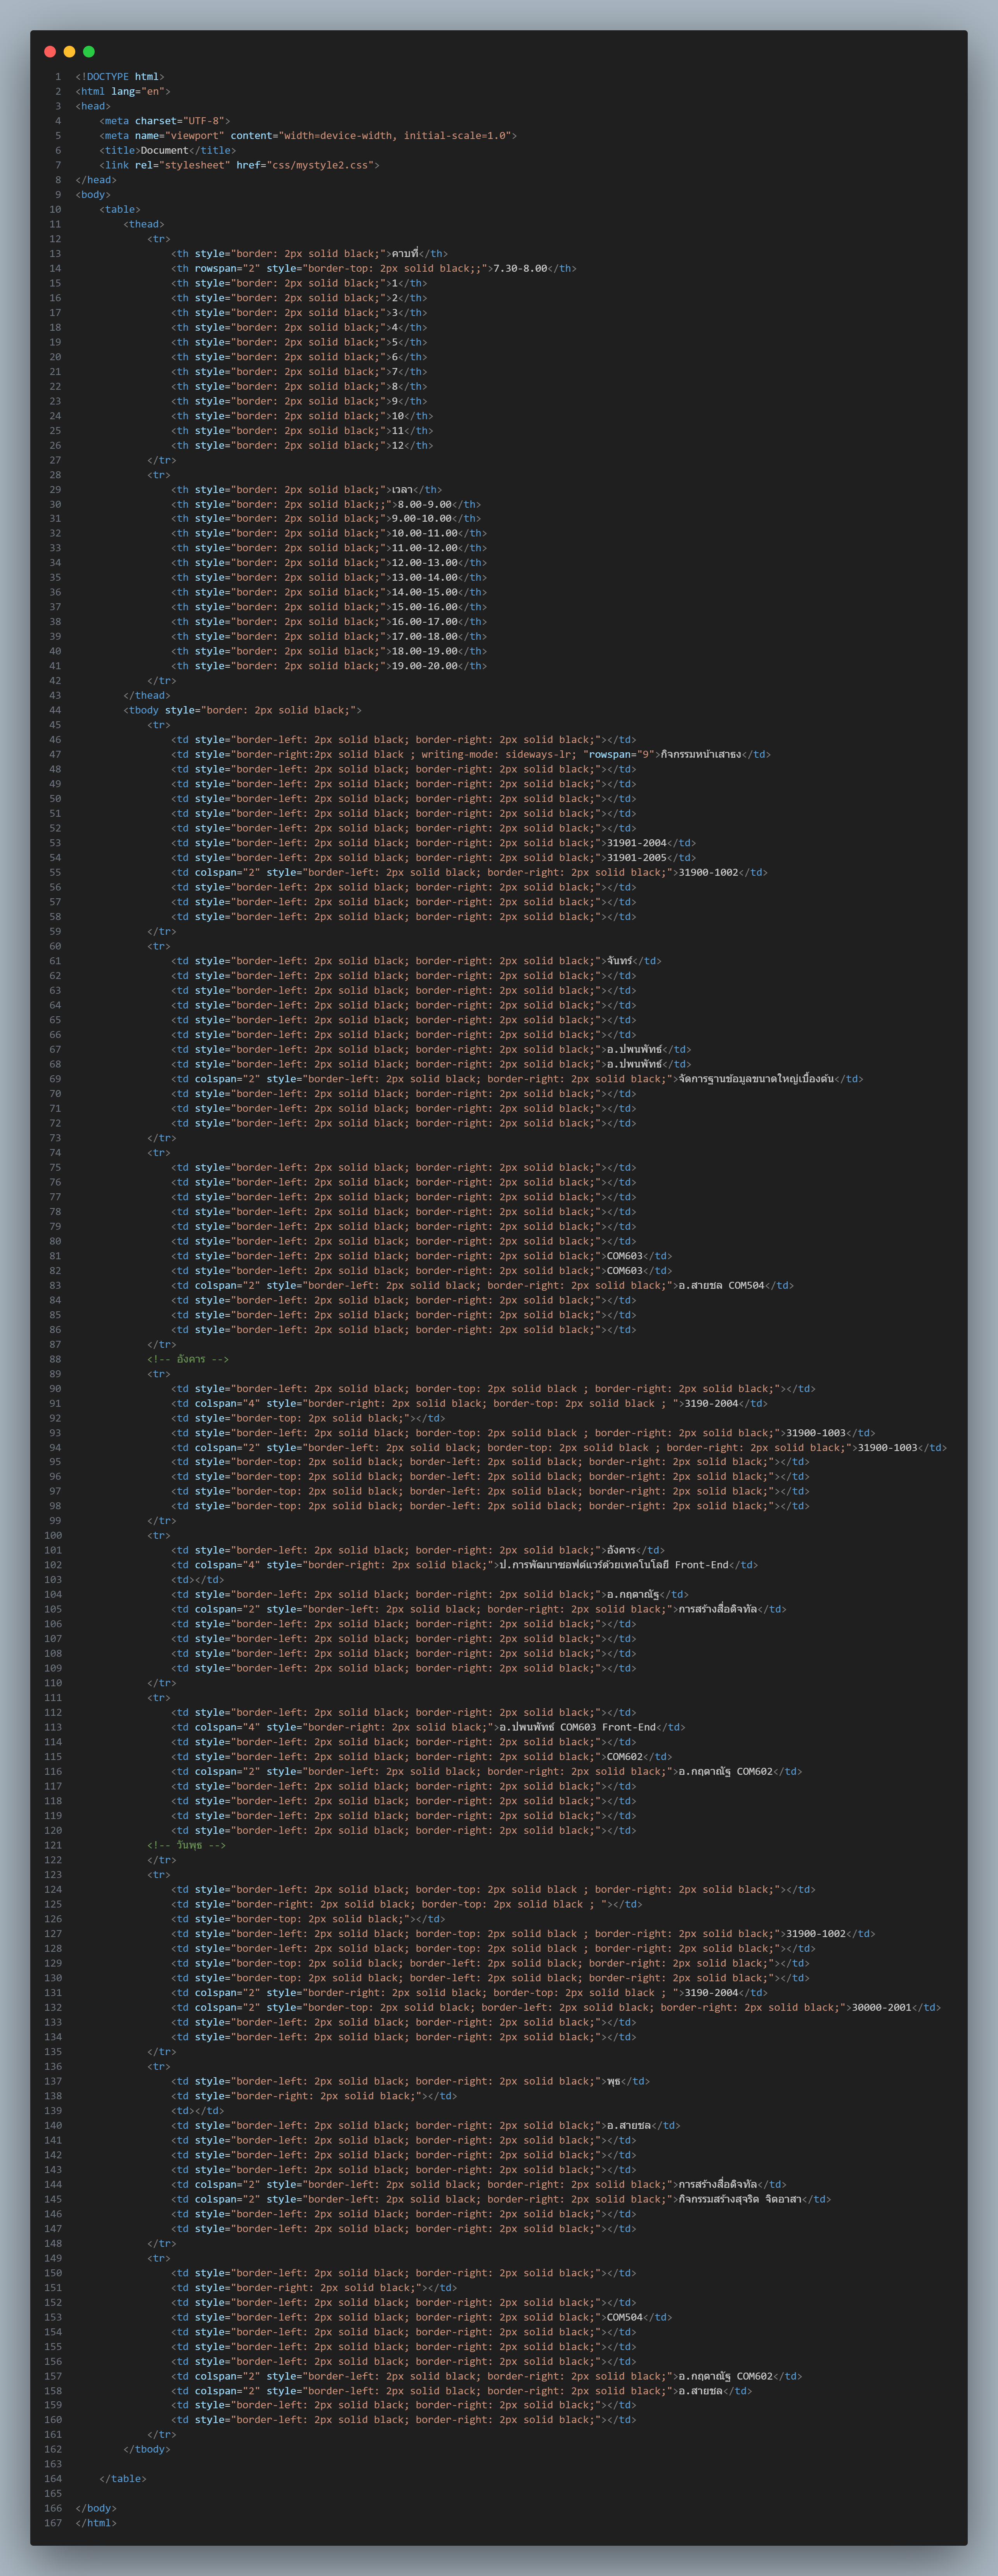 1 <!DOCTYPE html>
2 <html lang="en">
3 <head>
4 <meta charset="UTF-8">
5 <meta name="viewport" content="width=device-width, initial-scale=1.0">
6 <title>Document</title>
7 <link rel="stylesheet" href="css/mystyle2.css">
8 </head>
9 <body>
10 <table>
11 <thead>
12 <tr>
13 <th style="border: 2px solid black;">คาบที่</th>
14 <th rowspan="2" style="border-top: 2px solid black;;">7.30-8.00</th>
15 <th style="border: 2px solid black;">1</th>
16 <th style="border: 2px solid black;">2</th>
17 <th style="border: 2px solid black;">3</th>
18 <th style="border: 2px solid black;">4</th>
19 <th style="border: 2px solid black;">5</th>
20 <th style="border: 2px solid black;">6</th>
21 <th style="border: 2px solid black;">7</th>
22 <th style="border: 2px solid black;">8</th>
23 <th style="border: 2px solid black;">9</th>
24 <th style="border: 2px solid black;">10</th>
25 <th style="border: 2px solid black;">11</th>
26 <th style="border: 2px solid black;">12</th>
27 </tr>
28 <tr>
29 <th style="border: 2px solid black;">เวลา</th>
30 <th style="border: 2px solid black;;">8.00-9.00</th>
31 <th style="border: 2px solid black;">9.00-10.00</th>
32 <th style="border: 2px solid black;">10.00-11.00</th>
33 <th style="border: 2px solid black;">11.00-12.00</th>
34 <th style="border: 2px solid black;">12.00-13.00</th>
35 <th style="border: 2px solid black;">13.00-14.00</th>
36 <th style="border: 2px solid black;">14.00-15.00</th>
37 <th style="border: 2px solid black;">15.00-16.00</th>
38 <th style="border: 2px solid black;">16.00-17.00</th>
39 <th style="border: 2px solid black;">17.00-18.00</th>
40 <th style="border: 2px solid black;">18.00-19.00</th>
41 <th style="border: 2px solid black;">19.00-20.00</th>
42 </tr>
43 </thead>
44 <tbody style="border: 2px solid black;">
45 <tr>
46 <td style="border-left: 2px solid black; border-right: 2px solid black;"></td>
47 <td style="border-right:2px solid black ; writing-mode: sideways-lr; "rowspan="9">กิจกรรมหน้าเสาธง</td>
48 <td style="border-left: 2px solid black; border-right: 2px solid black;"></td>
49 <td style="border-left: 2px solid black; border-right: 2px solid black;"></td>
50 <td style="border-left: 2px solid black; border-right: 2px solid black;"></td>
51 <td style="border-left: 2px solid black; border-right: 2px solid black;"></td>
52 <td style="border-left: 2px solid black; border-right: 2px solid black;"></td>
53 <td style="border-left: 2px solid black; border-right: 2px solid black;">31901-2004</td>
54 <td style="border-left: 2px solid black; border-right: 2px solid black;">31901-2005</td>
55 <td colspan="2" style="border-left: 2px solid black; border-right: 2px solid black;">31900-1002</td>
56 <td style="border-left: 2px solid black; border-right: 2px solid black;"></td>
57 <td style="border-left: 2px solid black; border-right: 2px solid black;"></td>
58 <td style="border-left: 2px solid black; border-right: 2px solid black;"></td>
59 </tr>
60 <tr>
61 <td style="border-left: 2px solid black; border-right: 2px solid black;">จันทร์</td>
62 <td style="border-left: 2px solid black; border-right: 2px solid black;"></td>
63 <td style="border-left: 2px solid black; border-right: 2px solid black;"></td>
64 <td style="border-left: 2px solid black; border-right: 2px solid black;"></td>
65 <td style="border-left: 2px solid black; border-right: 2px solid black;"></td>
66 <td style="border-left: 2px solid black; border-right: 2px solid black;"></td>
67 <td style="border-left: 2px solid black; border-right: 2px solid black;">อ.ปพนพัทธ์</td>
68 <td style="border-left: 2px solid black; border-right: 2px solid black;">อ.ปพนพัทธ์</td>
69 <td colspan="2" style="border-left: 2px solid black; border-right: 2px solid black;">จัดการฐานข้อมูลขนาดใหญ่เบื้องต้น</td>
70 <td style="border-left: 2px solid black; border-right: 2px solid black;"></td>
71 <td style="border-left: 2px solid black; border-right: 2px solid black;"></td>
72 <td style="border-left: 2px solid black; border-right: 2px solid black;"></td>
73 </tr>
74 <tr>
75 <td style="border-left: 2px solid black; border-right: 2px solid black;"></td>
76 <td style="border-left: 2px solid black; border-right: 2px solid black;"></td>
77 <td style="border-left: 2px solid black; border-right: 2px solid black;"></td>
78 <td style="border-left: 2px solid black; border-right: 2px solid black;"></td>
79 <td style="border-left: 2px solid black; border-right: 2px solid black;"></td>
80 <td style="border-left: 2px solid black; border-right: 2px solid black;"></td>
81 <td style="border-left: 2px solid black; border-right: 2px solid black;">COM603</td>
82 <td style="border-left: 2px solid black; border-right: 2px solid black;">COM603</td>
83 <td colspan="2" style="border-left: 2px solid black; border-right: 2px solid black;">อ.สายชล COM504</td>
84 <td style="border-left: 2px solid black; border-right: 2px solid black;"></td>
85 <td style="border-left: 2px solid black; border-right: 2px solid black;"></td>
86 <td style="border-left: 2px solid black; border-right: 2px solid black;"></td>
87 </tr>
88 <!-- อังคาร -->
89 <tr>
90 <td style="border-left: 2px solid black; border-top: 2px solid black ; border-right: 2px solid black;"></td>
91 <td colspan="4" style="border-right: 2px solid black; border-top: 2px solid black ; ">3190-2004</td>
92 <td style="border-top: 2px solid black;"></td>
93 <td style="border-left: 2px solid black; border-top: 2px solid black ; border-right: 2px solid black;">31900-1003</td>
94 <td colspan="2" style="border-left: 2px solid black; border-top: 2px solid black ; border-right: 2px solid black;">31900-1003</td>
95 <td style="border-top: 2px solid black; border-left: 2px solid black; border-right: 2px solid black;"></td>
96 <td style="border-top: 2px solid black; border-left: 2px solid black; border-right: 2px solid black;"></td>
97 <td style="border-top: 2px solid black; border-left: 2px solid black; border-right: 2px solid black;"></td>
98 <td style="border-top: 2px solid black; border-left: 2px solid black; border-right: 2px solid black;"></td>
99 </tr>
100 <tr>
101 <td style="border-left: 2px solid black; border-right: 2px solid black;">อังคาร</td>
102 <td colspan="4" style="border-right: 2px solid black;">ป.การพัฒนาซอฟต์แวร์ด้วยเทคโนโลยี Front-End</td>
103 <td></td>
104 <td style="border-left: 2px solid black; border-right: 2px solid black;">อ.กฤตาณัฐ</td>
105 <td colspan="2" style="border-left: 2px solid black; border-right: 2px solid black;">การสร้างสื่อดิจทัล</td>
106 <td style="border-left: 2px solid black; border-right: 2px solid black;"></td>
107 <td style="border-left: 2px solid black; border-right: 2px solid black;"></td>
108 <td style="border-left: 2px solid black; border-right: 2px solid black;"></td>
109 <td style="border-left: 2px solid black; border-right: 2px solid black;"></td>
110 </tr>
111 <tr>
112 <td style="border-left: 2px solid black; border-right: 2px solid black;"></td>
113 <td colspan="4" style="border-right: 2px solid black;">อ.ปพนพัทธ์ COM603 Front-End</td>
114 <td style="border-left: 2px solid black; border-right: 2px solid black;"></td>
115 <td style="border-left: 2px solid black; border-right: 2px solid black;">COM602</td>
116 <td colspan="2" style="border-left: 2px solid black; border-right: 2px solid black;">อ.กฤตาณัฐ COM602</td>
117 <td style="border-left: 2px solid black; border-right: 2px solid black;"></td>
118 <td style="border-left: 2px solid black; border-right: 2px solid black;"></td>
119 <td style="border-left: 2px solid black; border-right: 2px solid black;"></td>
120 <td style="border-left: 2px solid black; border-right: 2px solid black;"></td>
121 <!-- วันพุธ -->
122 </tr>
123 <tr>
124 <td style="border-left: 2px solid black; border-top: 2px solid black ; border-right: 2px solid black;"></td>
125 <td style="border-right: 2px solid black; border-top: 2px solid black ; "></td>
126 <td style="border-top: 2px solid black;"></td>
127 <td style="border-left: 2px solid black; border-top: 2px solid black ; border-right: 2px solid black;">31900-1002</td>
128 <td style="border-left: 2px solid black; border-top: 2px solid black ; border-right: 2px solid black;"></td>
129 <td style="border-top: 2px solid black; border-left: 2px solid black; border-right: 2px solid black;"></td>
130 <td style="border-top: 2px solid black; border-left: 2px solid black; border-right: 2px solid black;"></td>
131 <td colspan="2" style="border-right: 2px solid black; border-top: 2px solid black ; ">3190-2004</td>
132 <td colspan="2" style="border-top: 2px solid black; border-left: 2px solid black; border-right: 2px solid black;">30000-2001</td>
133 <td style="border-left: 2px solid black; border-right: 2px solid black;"></td>
134 <td style="border-left: 2px solid black; border-right: 2px solid black;"></td>
135 </tr>
136 <tr>
137 <td style="border-left: 2px solid black; border-right: 2px solid black;">พุธ</td>
138 <td style="border-right: 2px solid black;"></td>
139 <td></td>
140 <td style="border-left: 2px solid black; border-right: 2px solid black;">อ.สายชล</td>
141 <td style="border-left: 2px solid black; border-right: 2px solid black;"></td>
142 <td style="border-left: 2px solid black; border-right: 2px solid black;"></td>
143 <td style="border-left: 2px solid black; border-right: 2px solid black;"></td>
144 <td colspan="2" style="border-left: 2px solid black; border-right: 2px solid black;">การสร้างสื่อดิจทัล</td>
145 <td colspan="2" style="border-left: 2px solid black; border-right: 2px solid black;">กิจกรรมสร้างสุจริต จิตอาสา</td>
146 <td style="border-left: 2px solid black; border-right: 2px solid black;"></td>
147 <td style="border-left: 2px solid black; border-right: 2px solid black;"></td>
148 </tr>
149 <tr>
150 <td style="border-left: 2px solid black; border-right: 2px solid black;"></td>
151 <td style="border-right: 2px solid black;"></td>
152 <td style="border-left: 2px solid black; border-right: 2px solid black;"></td>
153 <td style="border-left: 2px solid black; border-right: 2px solid black;">COM504</td>
154 <td style="border-left: 2px solid black; border-right: 2px solid black;"></td>
155 <td style="border-left: 2px solid black; border-right: 2px solid black;"></td>
156 <td style="border-left: 2px solid black; border-right: 2px solid black;"></td>
157 <td colspan="2" style="border-left: 2px solid black; border-right: 2px solid black;">อ.กฤตาณัฐ COM602</td>
158 <td colspan="2" style="border-left: 2px solid black; border-right: 2px solid black;">อ.สายชล</td>
159 <td style="border-left: 2px solid black; border-right: 2px solid black;"></td>
160 <td style="border-left: 2px solid black; border-right: 2px solid black;"></td>
161 </tr>
162 </tbody>
163
164 </table>
165
166 </body>
167 </html>